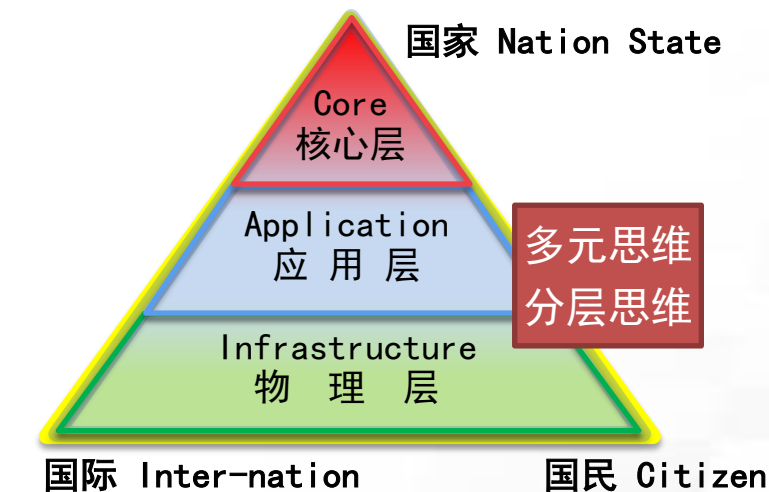 国家 Nation State
Core
核心层
Application
应 用 层
多元思维
分层思维
Infrastructure
物 理 层
国际 Inter-nation
国民 Citizen